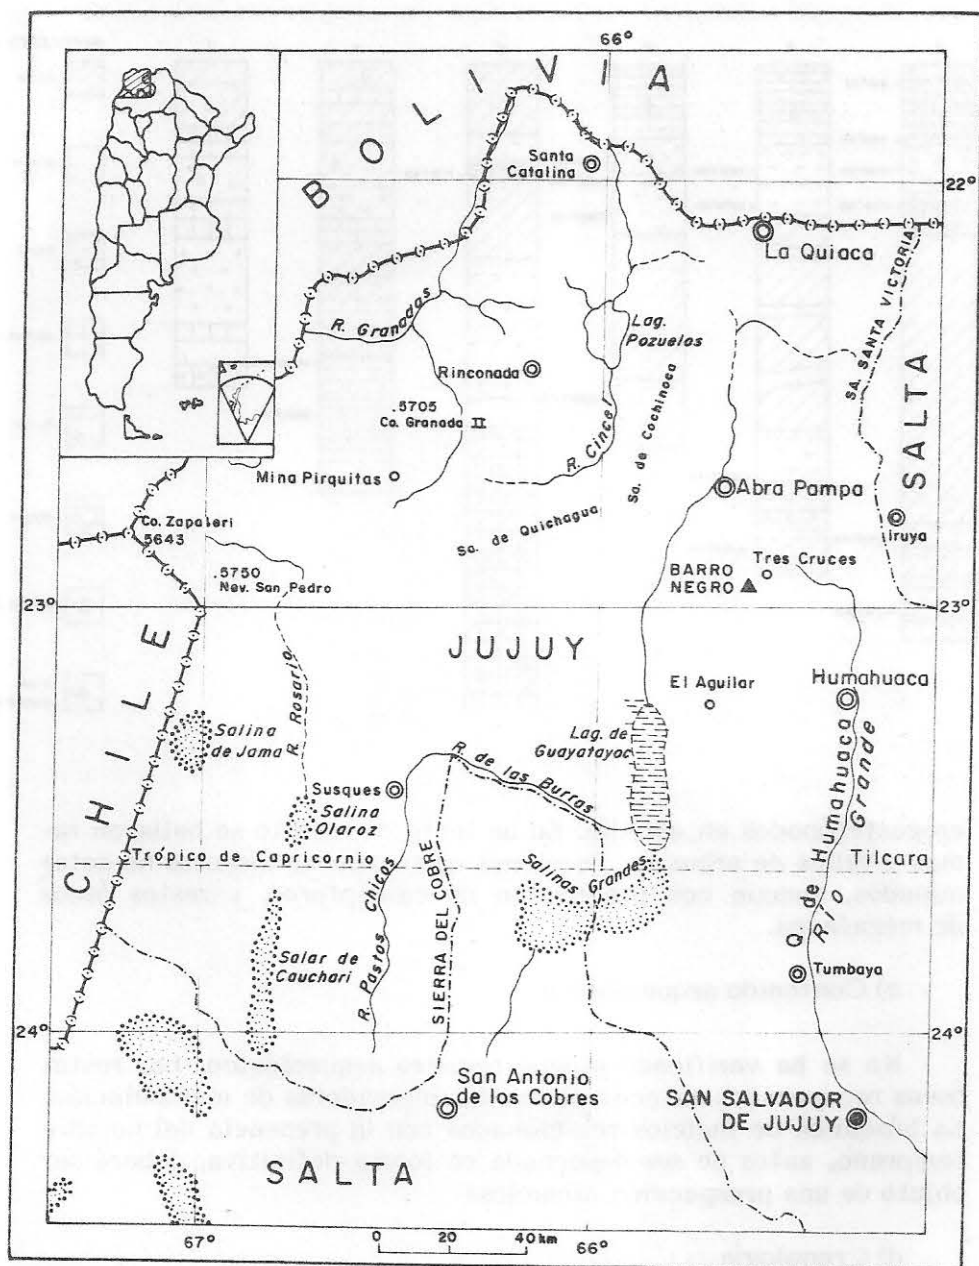 66°
BOLIVIA
Santa
Catalina
22°
La Quiaca
R. Granadas
Lag.
Pozuelos
SA. SANTA VICTORIA
SALTA
Rinconada
.5705
Co. Granada II
R. Cince
Sa. de Cochinoca
Mina Pirquitas
Abra Pampa
Sa. de Quichagua
Iruya
Co. Zapaleri
5643
.5750
Nev. San Pedro
Tres Cruces
BARRO
NEGRO
23°
23°
CHILE
JUJUY
R. Rosario
El Aguilar
Humahuaca
Salina
de Jama
Lag. de
Guayatayoc
R. de las Burras
Susques
Salina
Olaroz
Trópico de Capricornio
Salinas Grandes
Tilcara
Q. de Humahuaca
Río GRANDE
R. Pastos Chicos
SIERRA DEL COBRE
Salar de
Cauchari
Tumbaya
24°
24°
San Antonio
de los Cobres
SAN SALVADOR
DE JUJUY
SALTA
67°
0 20 40 km
66°